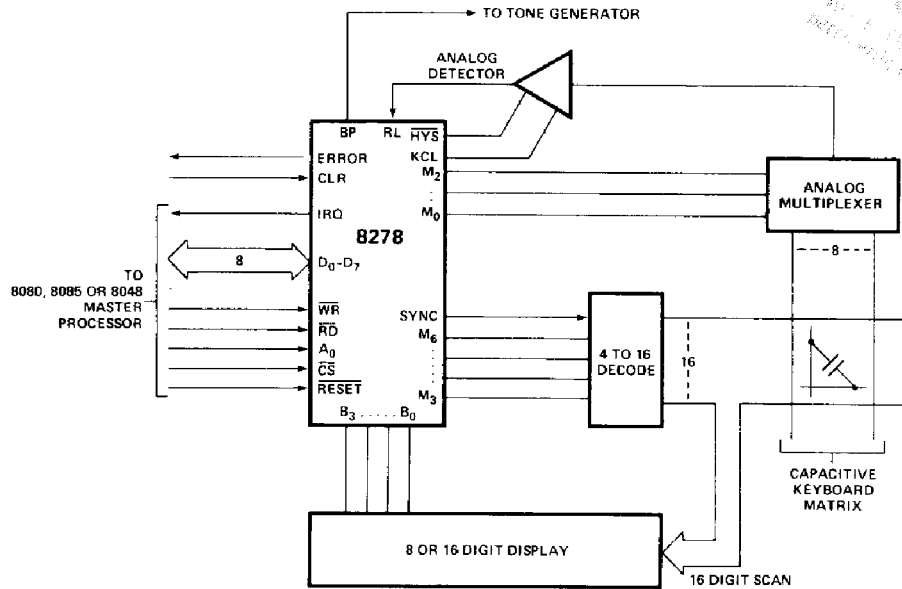 TO TONE GENERATOR
ANALOG
DETECTOR
BP
RL
HYS
KCL
M2
M0
ERROR
CLR
IRQ
8278
8
D0-D7
TO
8080, 8085 OR 8048
MASTER
PROCESSOR
WR
RD
A0
CS
RESET
SYNC
M6
M3
B3 ..... B0
ANALOG
MULTIPLEXER
8
4 TO 16
DECODE
16
CAPACITIVE
KEYBOARD
MATRIX
8 OR 16 DIGIT DISPLAY
16 DIGIT SCAN